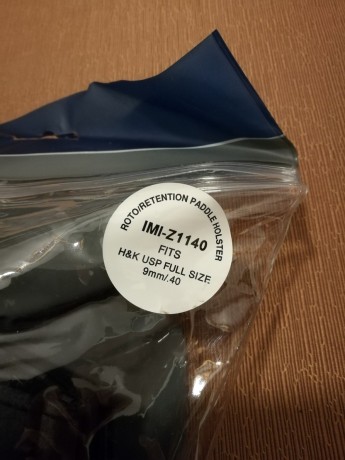 ROTO/RETENTION PADDLE HOLSTER
IMI-Z1140
FITS
H&K USP FULL SIZE
9mm/.40